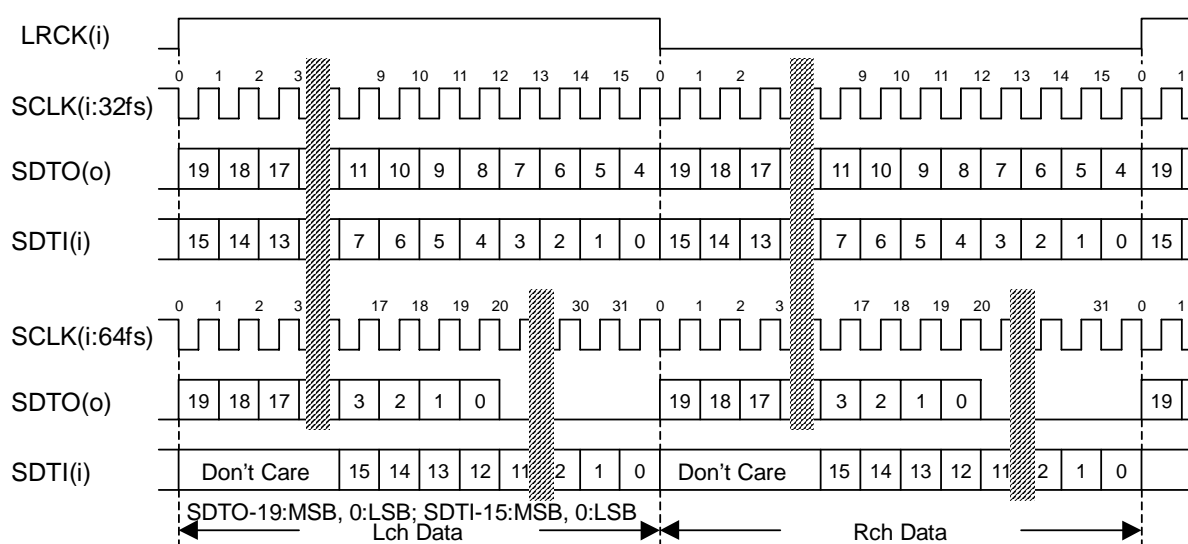 LRCK(i)
0 1 2 3 9 10 11 12 13 14 15 0 1 2 9 10 11 12 13 14 15 0 1
SCLK(i:32fs)
SDTO(o) 19 18 17 11 10 9 8 7 6 5 4 19 18 17 11 10 9 8 7 6 5 4 19
SDTI(i) 15 14 13 7 6 5 4 3 2 1 0 15 14 13 7 6 5 4 3 2 1 0 15
0 1 2 3 17 18 19 20 30 31 0 1 2 3 17 18 19 20 31 0 1
SCLK(i:64fs)
SDTO(o) 19 18 17 3 2 1 0 19 18 17 3 2 1 0 19
SDTI(i) Don't Care 15 14 13 12 11 2 1 0 Don't Care 15 14 13 12 11 2 1 0
SDTO-19:MSB, 0:LSB; SDTI-15:MSB, 0:LSB
Lch Data Rch Data